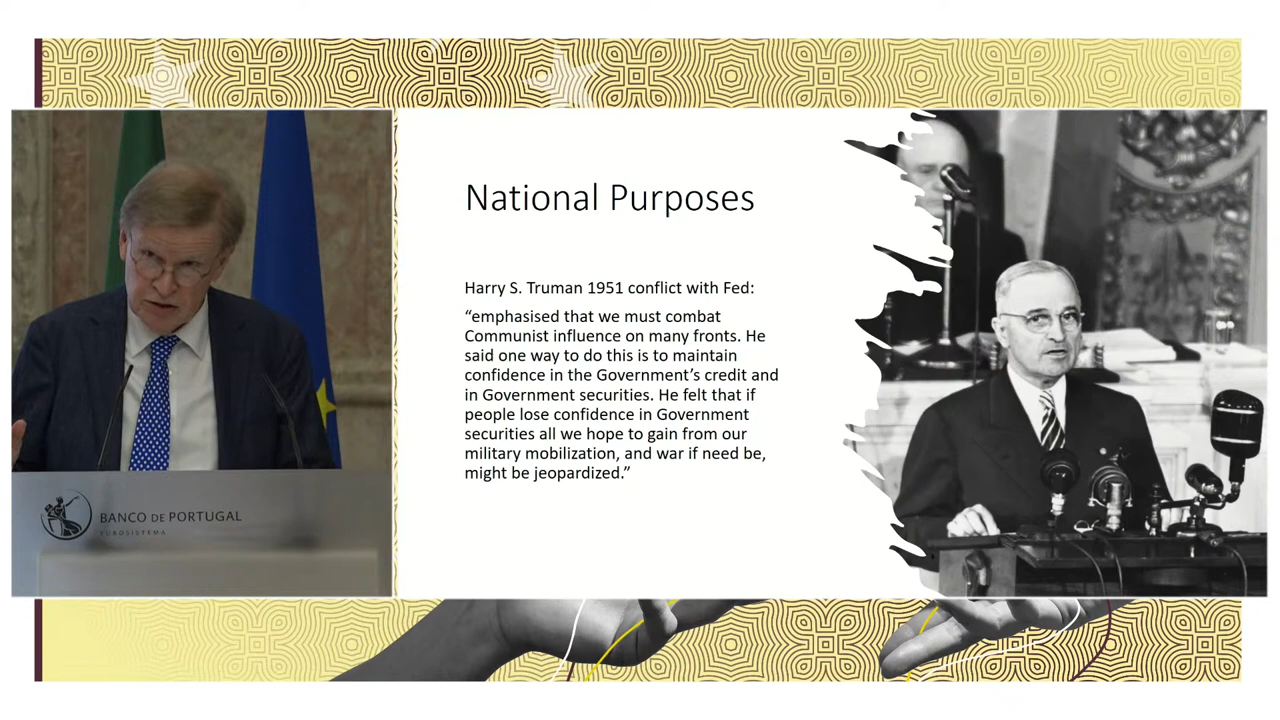 National Purposes
Harry S. Truman 1951 conflict with Fed:
“emphasised that we must combat
Communist influence on many fronts. He
said one way to do this is to maintain
confidence in the Government’s credit and
in Government securities. He felt that if
people lose confidence in Government
securities all we hope to gain from our
military mobilization, and war if need be,
might be jeopardized.”
BANCO DE PORTUGAL
EUROSISTEMA